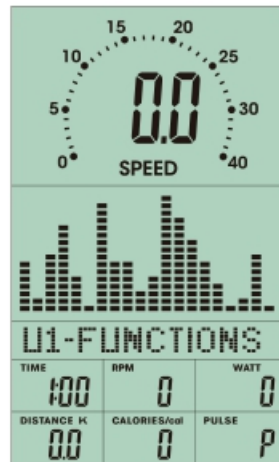 15 20
10 25
0.0
5 30
0 SPEED 40
U1-FUNCTIONS
TIME RPM WATT
1:00 0 0
DISTANCE K CALORIES/cal PULSE
0.0 0 P